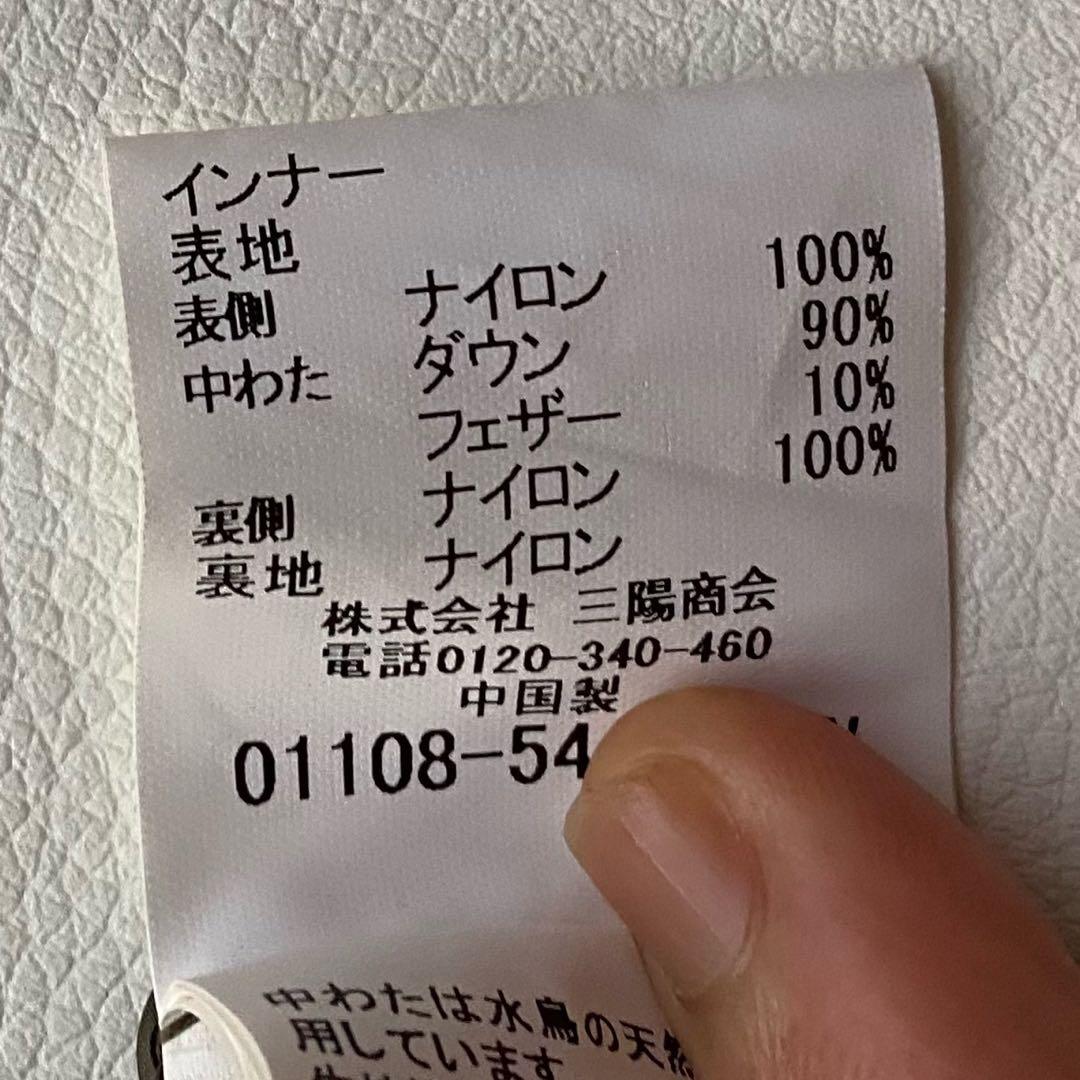 インナー
表地
表側 ナイロン 100%
中わた ダウン 90%
フェザー 10%
裏側 ナイロン 100%
裏地 ナイロン
株式会社 三陽商会
電話0120-340-460
中国製
01108-54
中わたは水鳥の天然
用しています